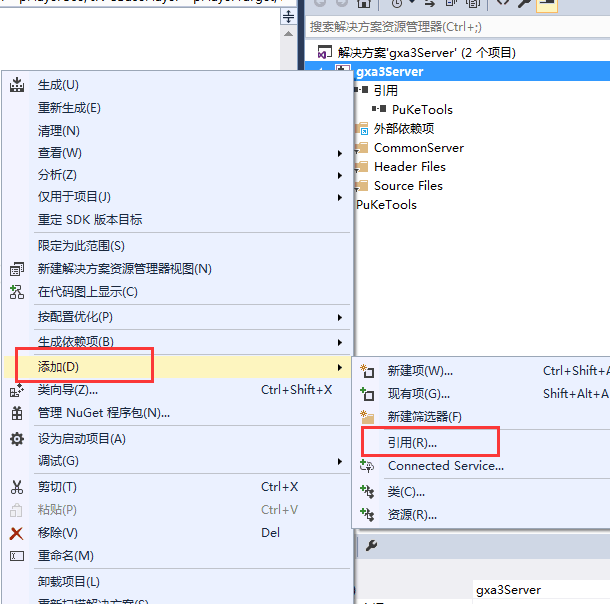 搜索解决方案资源管理器(Ctrl+;)
解决方案'gxa3Server' (2 个项目)
gxa3Server
引用
PuKeTools
外部依赖项
CommonServer
Header Files
Source Files
PuKeTools
生成(U)
重新生成(E)
清理(N)
查看(W)
分析(Z)
仅用于项目(J)
重定 SDK 版本目标
限定为此范围(S)
新建解决方案资源管理器视图(N)
在代码图上显示(C)
按配置优化(P)
生成依赖项(B)
添加(D)
类向导(Z)... Ctrl+Shift+X
管理 NuGet 程序包(N)...
设为启动项目(A)
调试(G)
剪切(T) Ctrl+X
粘贴(P) Ctrl+V
移除(V) Del
重命名(M)
卸载项目(L)
重新扫描解决方案(S)
新建项(W)... Ctrl+Shift+A
现有项(G)... Shift+Alt+A
新建筛选器(F)
引用(R)...
Connected Service...
类(C)...
资源(R)...
gxa3Server